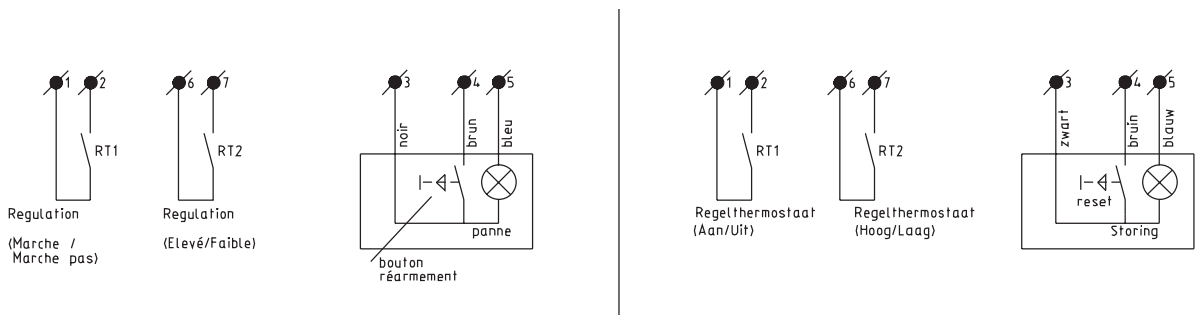 1 2 6 7 3 4 5
noir brun bleu
RT1 RT2
Regulation
(Marche /
Marche pas)
Regulation
(Elevé/Faible)
panne
bouton
réarmement
1 2 6 7 3 4 5
zwart bruin blauw
RT1 RT2
reset
Regelthermostaat
(Aan/Uit)
Regelthermostaat
(Hoog/Laag)
Storing